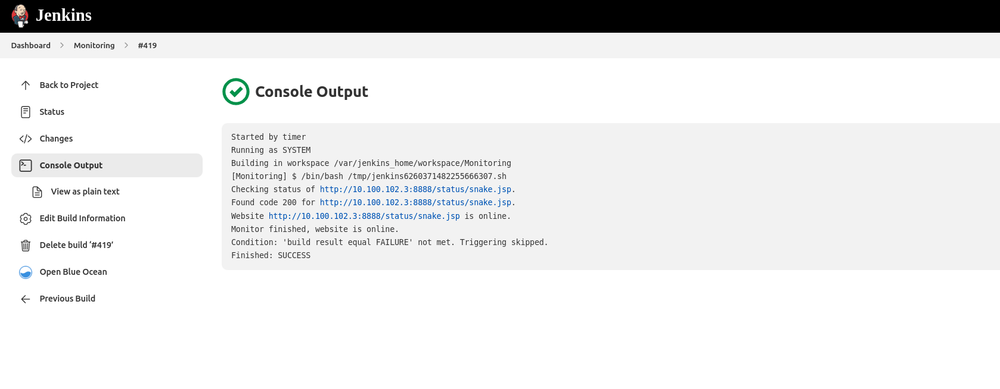 Jenkins
Dashboard > Monitoring > #419
Back to Project
Status
Changes
Console Output
View as plain text
Edit Build Information
Delete build ‘#419’
Open Blue Ocean
Previous Build
Console Output
Started by timer
Running as SYSTEM
Building in workspace /var/jenkins_home/workspace/Monitoring
[Monitoring] $ /bin/bash /tmp/jenkins6260371482255666307.sh
Checking status of http://10.100.102.3:8888/status/snake.jsp.
Found code 200 for http://10.100.102.3:8888/status/snake.jsp.
Website http://10.100.102.3:8888/status/snake.jsp is online.
Monitor finished, website is online.
Condition: 'build result equal FAILURE' not met. Triggering skipped.
Finished: SUCCESS